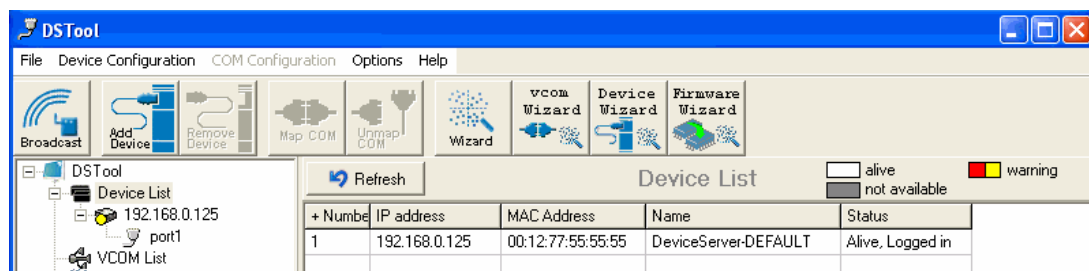 DSTool
File Device Configuration COM Configuration Options Help
Broadcast
Add Device
Remove Device
Map COM
Unmap COM
Wizard
vcom Wizard
Device Wizard
Firmware Wizard
DSTool
Device List
192.168.0.125
port1
VCOM List
Refresh
Device List
alive
not available
warning
+ Numbe IP address MAC Address Name Status
1 192.168.0.125 00:12:77:55:55:55 DeviceServer-DEFAULT Alive, Logged in